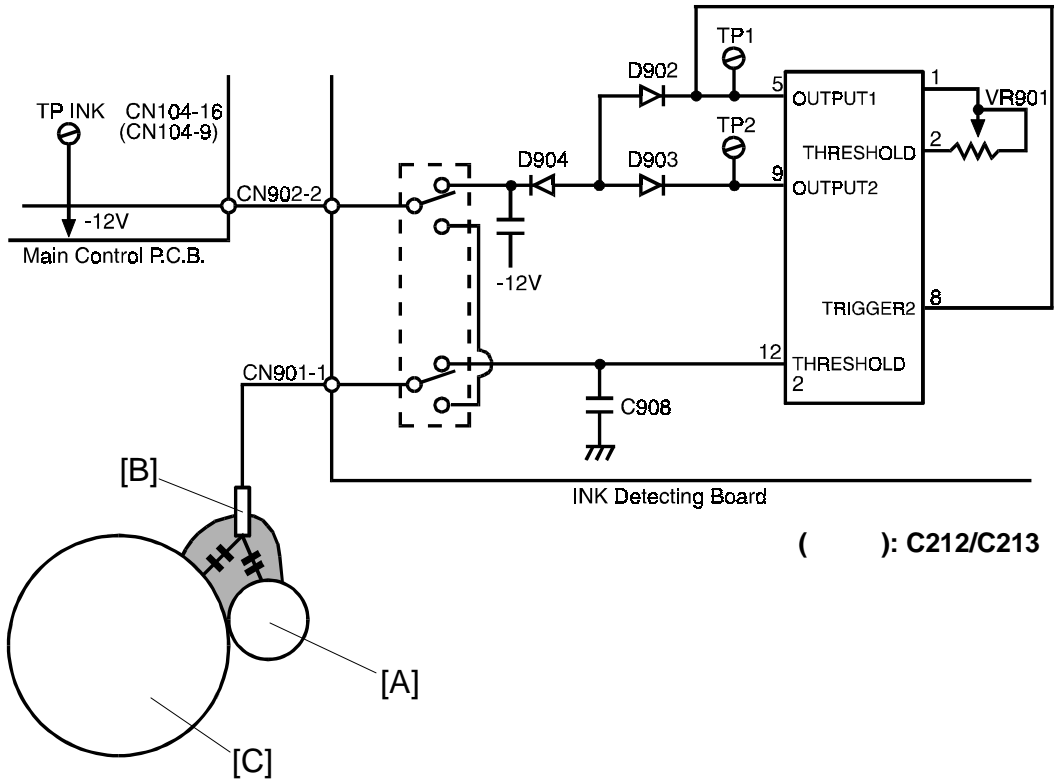 TP1
D902
TP INK CN104-16
(CN104-9)
5 OUTPUT1
1
VR901
TP2
THRESHOLD 2
D904
D903
9 OUTPUT2
CN902-2
-12V
Main Control P.C.B.
-12V
TRIGGER2 8
12 THRESHOLD
2
CN901-1
C908
[B]
INK Detecting Board
( ): C212/C213
[A]
[C]